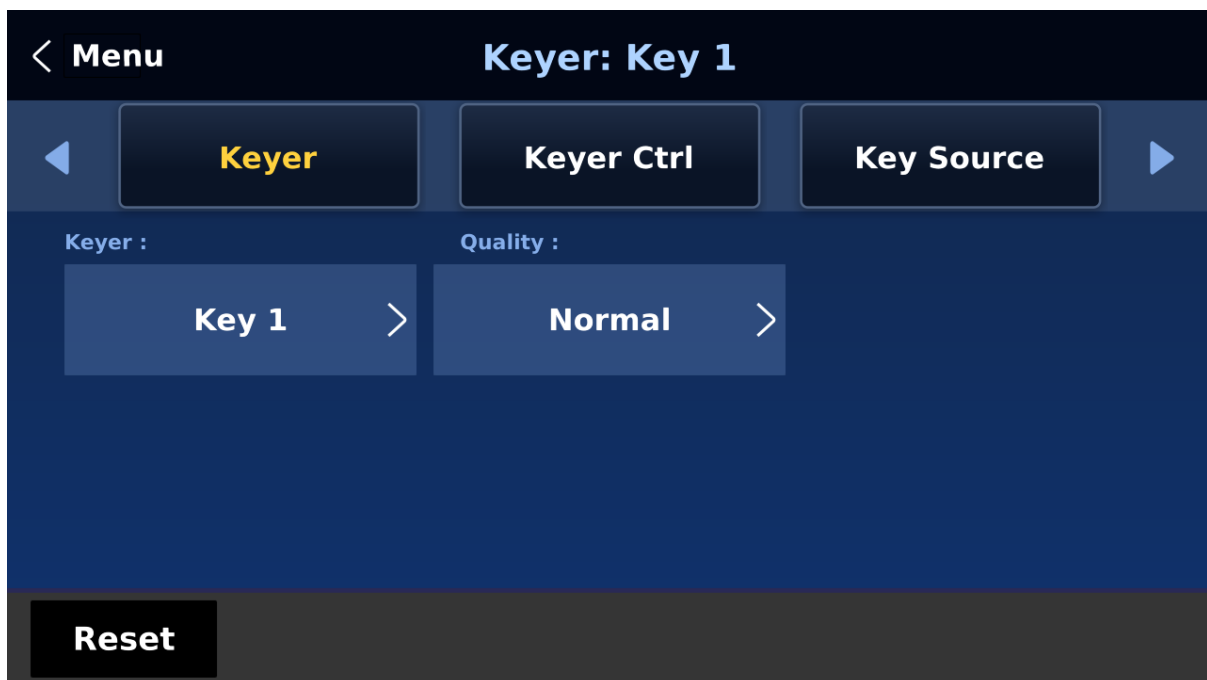 Menu
Keyer: Key 1
Keyer
Keyer Ctrl
Key Source
Keyer :
Quality :
Key 1
Normal
Reset